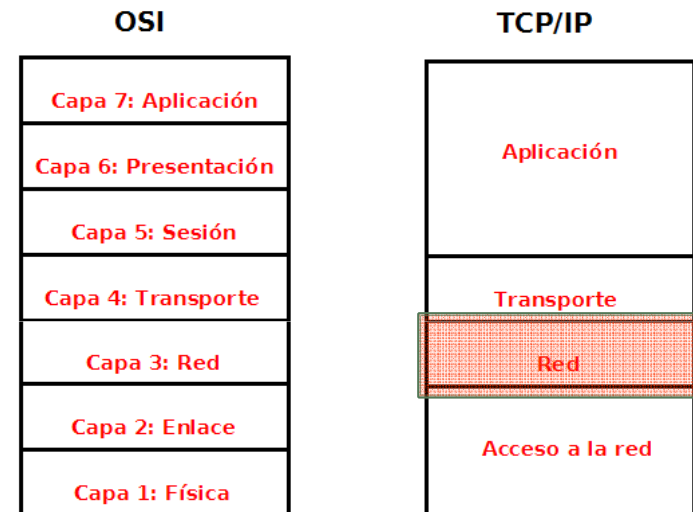 OSI
Capa 7: Aplicación
Capa 6: Presentación
Capa 5: Sesión
Capa 4: Transporte
Capa 3: Red
Capa 2: Enlace
Capa 1: Física
TCP/IP
Aplicación
Transporte
Red
Acceso a la red